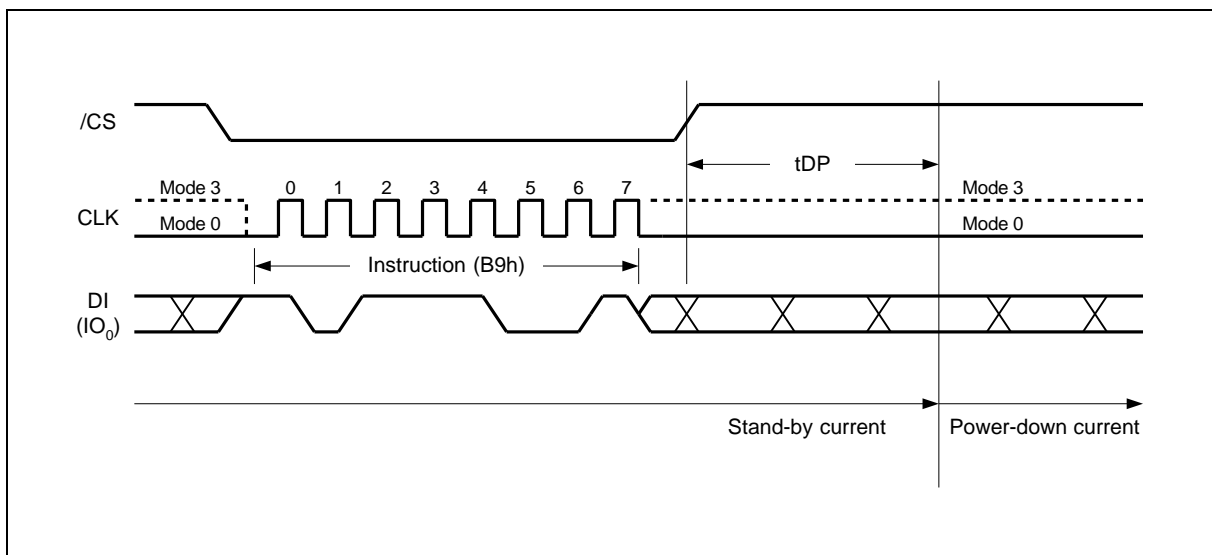 /CS
tDP
Mode 3 0 1 2 3 4 5 6 7 Mode 3
CLK
Mode 0 Mode 0
Instruction (B9h)
DI
(IO₀)
Stand-by current Power-down current